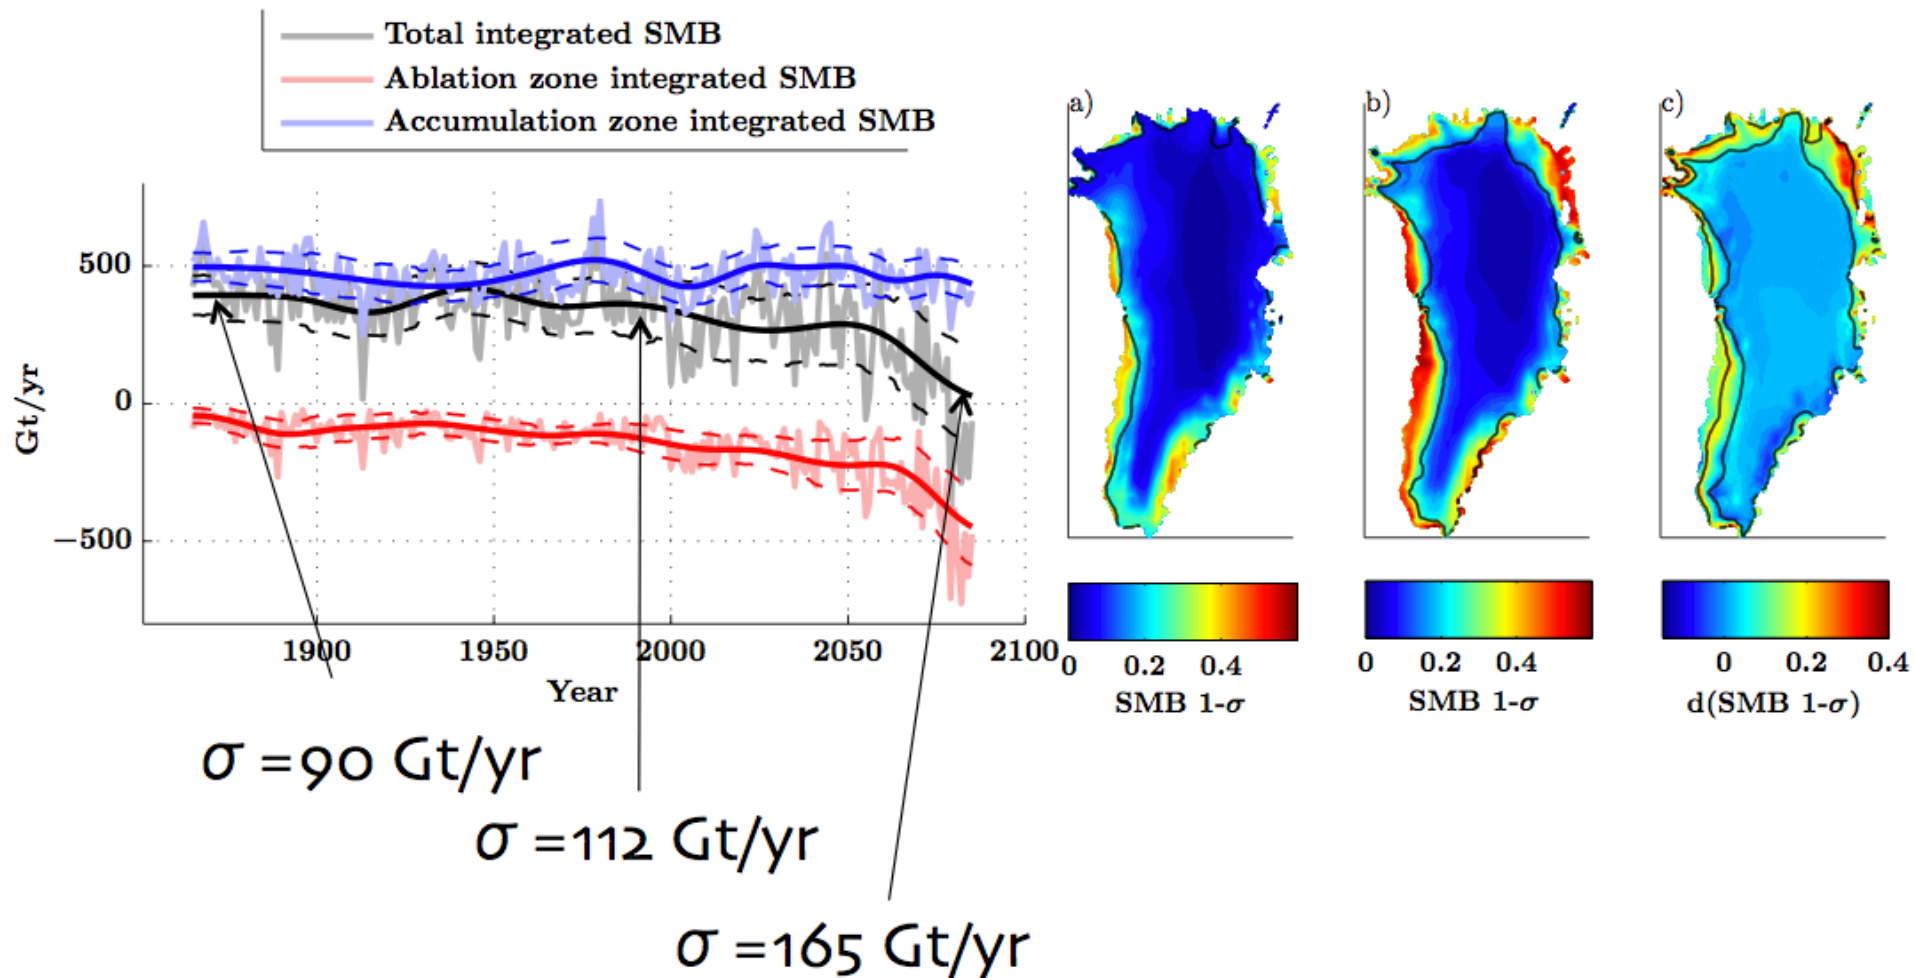 Total integrated SMB
Ablation zone integrated SMB
Accumulation zone integrated SMB
Gt/yr
500
0
−500
1900 1950 2000 2050 2100
Year
σ =90 Gt/yr
σ =112 Gt/yr
σ =165 Gt/yr
a)
0 0.2 0.4
SMB 1-σ
b)
0 0.2 0.4
SMB 1-σ
c)
0 0.2 0.4
d(SMB 1-σ)